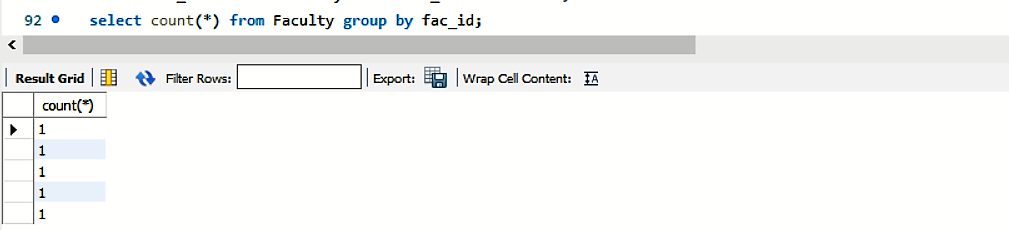 92 select count(*) from Faculty group by fac_id;
Result Grid Filter Rows: Export: Wrap Cell Content:
count(*)
1
1
1
1
1